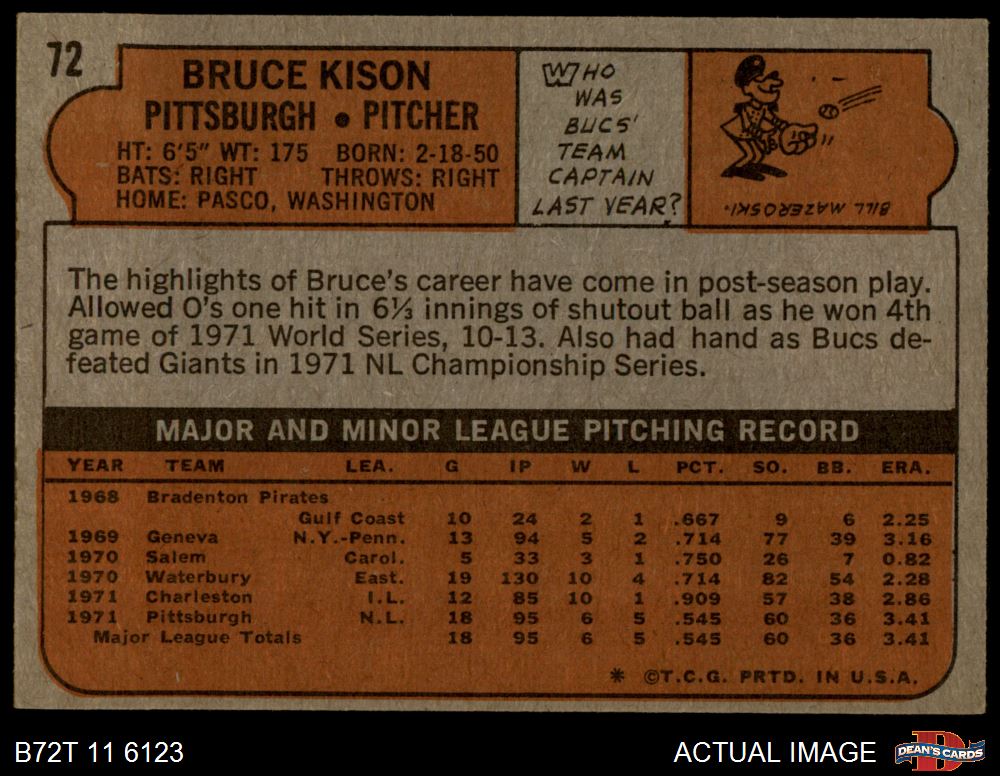 72
BRUCE KISON
PITTSBURGH • PITCHER
HT: 6'5" WT: 175 BORN: 2-18-50
BATS: RIGHT THROWS: RIGHT
HOME: PASCO, WASHINGTON
WHO
WAS
BUCS'
TEAM
CAPTAIN
LAST YEAR?
BILL MAZEROSKI.
The highlights of Bruce's career have come in post-season play.
Allowed O's one hit in 6⅓ innings of shutout ball as he won 4th
game of 1971 World Series, 10-13. Also had hand as Bucs de-
feated Giants in 1971 NL Championship Series.
MAJOR AND MINOR LEAGUE PITCHING RECORD
YEAR TEAM LEA. G IP W L PCT. SO. BB. ERA.
1968 Bradenton Pirates
Gulf Coast 10 24 2 1 .667 9 6 2.25
1969 Geneva N.Y.-Penn. 13 94 5 2 .714 77 39 3.16
1970 Salem Carol. 5 33 3 1 .750 26 7 0.82
1970 Waterbury East. 19 130 10 4 .714 82 54 2.28
1971 Charleston I.L. 12 85 10 1 .909 57 38 2.86
1971 Pittsburgh N.L. 18 95 6 5 .545 60 36 3.41
Major League Totals 18 95 6 5 .545 60 36 3.41
* ©T.C.G. PRTD. IN U.S.A.
B72T 11 6123
ACTUAL IMAGE
D
DEAN'S CARDS